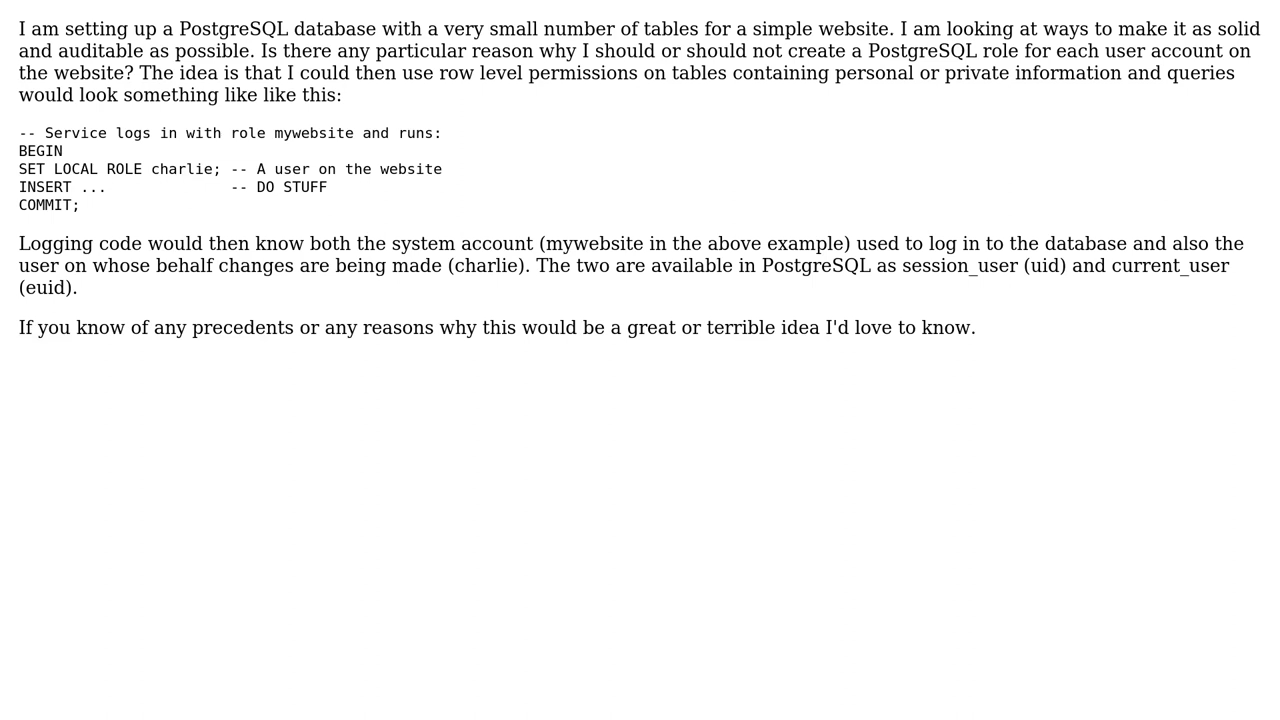 I am setting up a PostgreSQL database with a very small number of tables for a simple website. I am looking at ways to make it as solid
and auditable as possible. Is there any particular reason why I should or should not create a PostgreSQL role for each user account on
the website? The idea is that I could then use row level permissions on tables containing personal or private information and queries
would look something like like this:
-- Service logs in with role mywebsite and runs:
BEGIN
SET LOCAL ROLE charlie; -- A user on the website
INSERT ...              -- DO STUFF
COMMIT;
Logging code would then know both the system account (mywebsite in the above example) used to log in to the database and also the
user on whose behalf changes are being made (charlie). The two are available in PostgreSQL as session_user (uid) and current_user
(euid).
If you know of any precedents or any reasons why this would be a great or terrible idea I'd love to know.